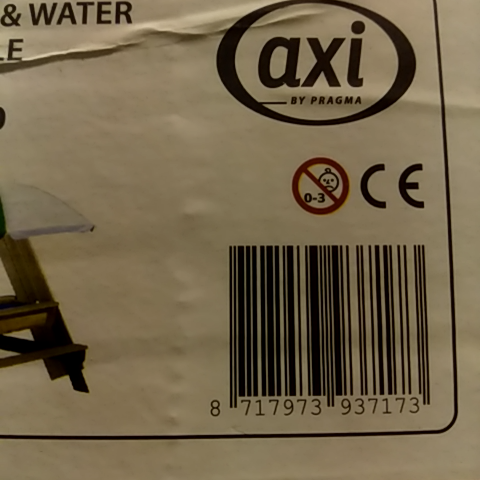 & WATER
LE
axi
BY PRAGMA
0-3
CE
8 717973 937173